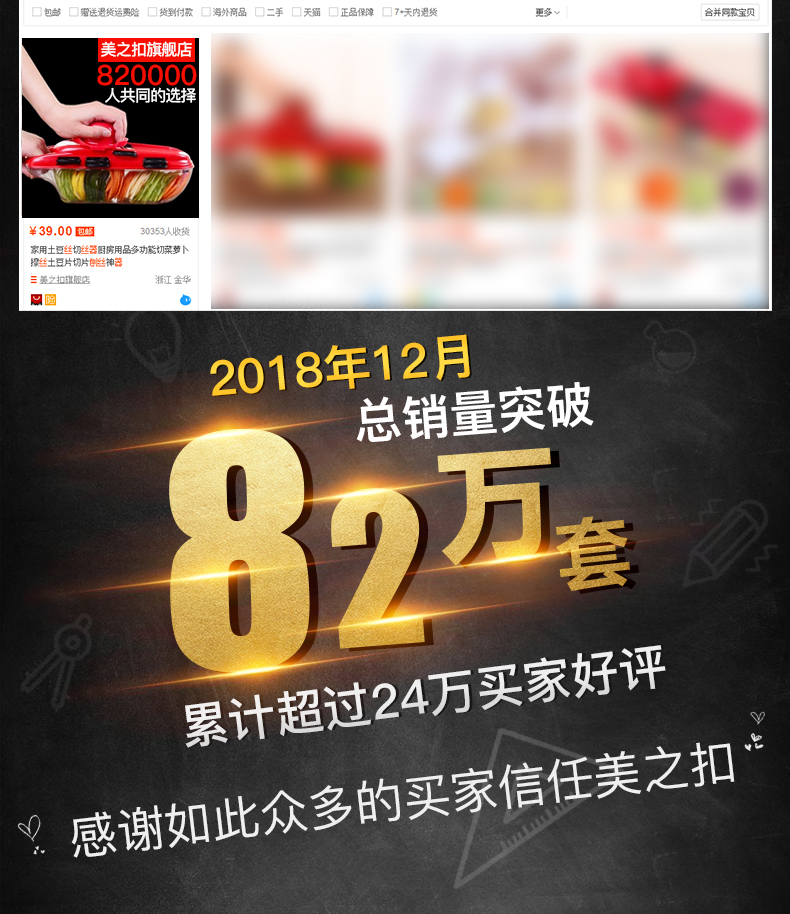 包邮 赠送退货运费险 货到付款 海外商品 二手 天猫 正品保障 7+天内退货 更多 合并同款宝贝
美之扣旗舰店
820000
人共同的选择
¥39.00 包邮 30353人收货
家用土豆丝切丝器厨房用品多功能切菜萝卜
擦丝土豆片切片刨丝神器
美之扣旗舰店 浙江 金华
2018年12月
总销量突破
82万套
累计超过24万买家好评
感谢如此众多的买家信任美之扣